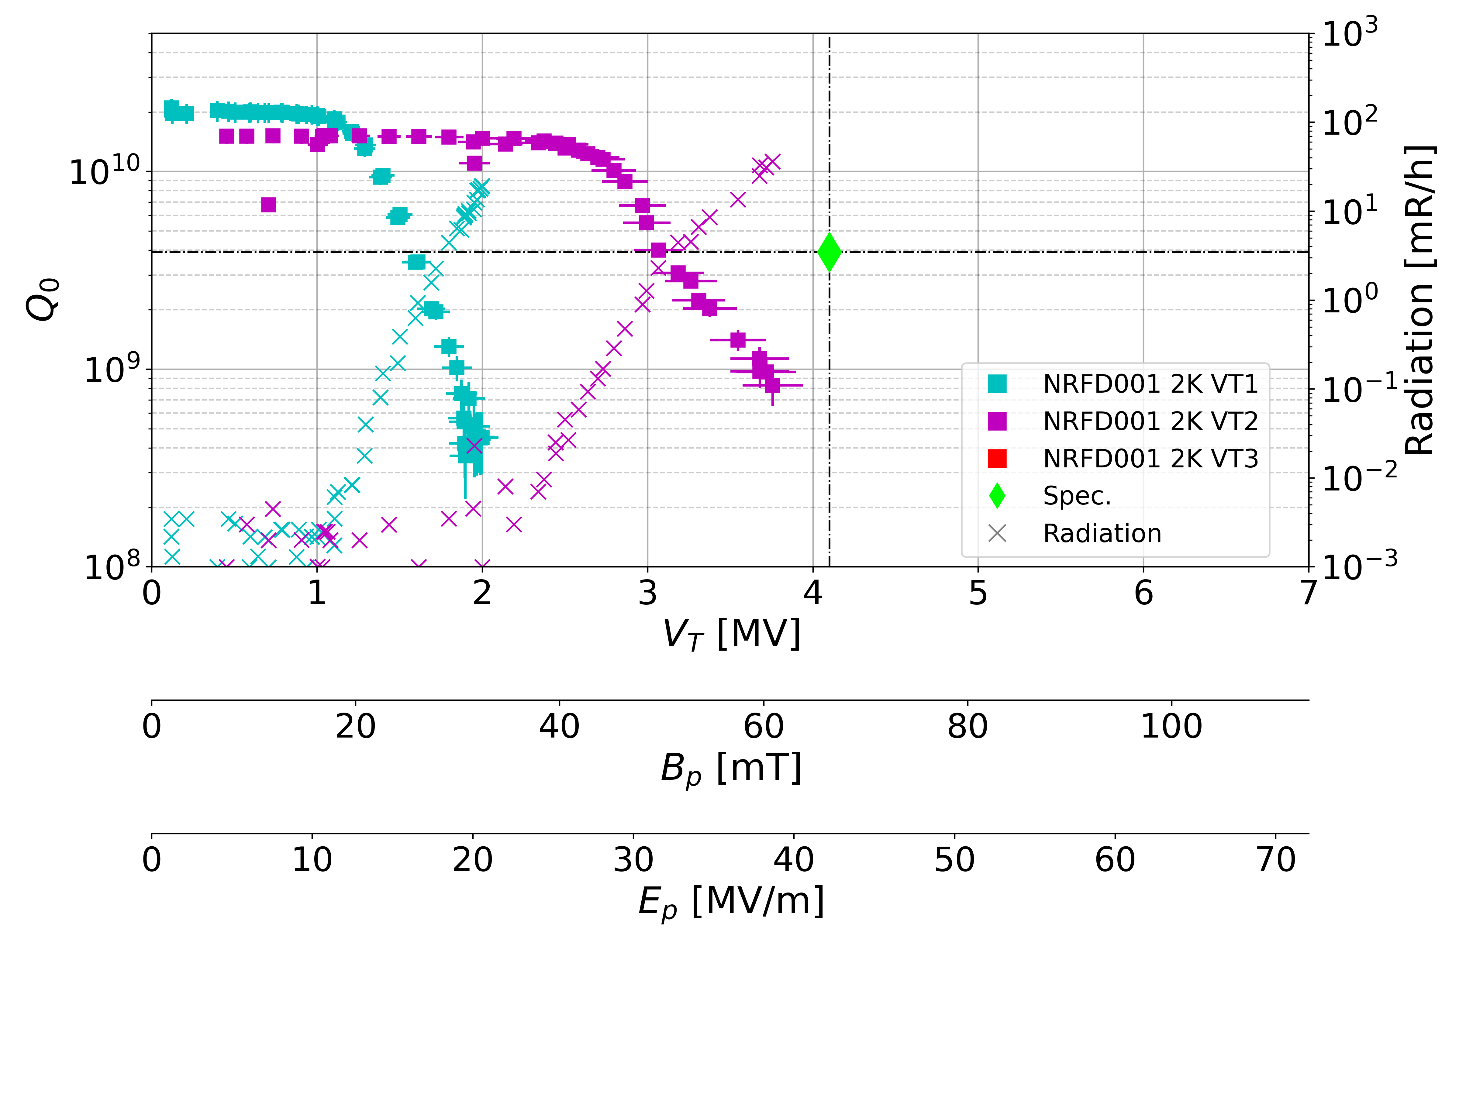 10^3
10^2
10^1
10^0
10^-1
10^-2
10^-3
Radiation [mR/h]
10^10
10^9
10^8
Q_0
NRFD001 2K VT1
NRFD001 2K VT2
NRFD001 2K VT3
Spec.
Radiation
0 1 2 3 4 5 6 7
V_T [MV]
0 20 40 60 80 100
B_p [mT]
0 10 20 30 40 50 60 70
E_p [MV/m]